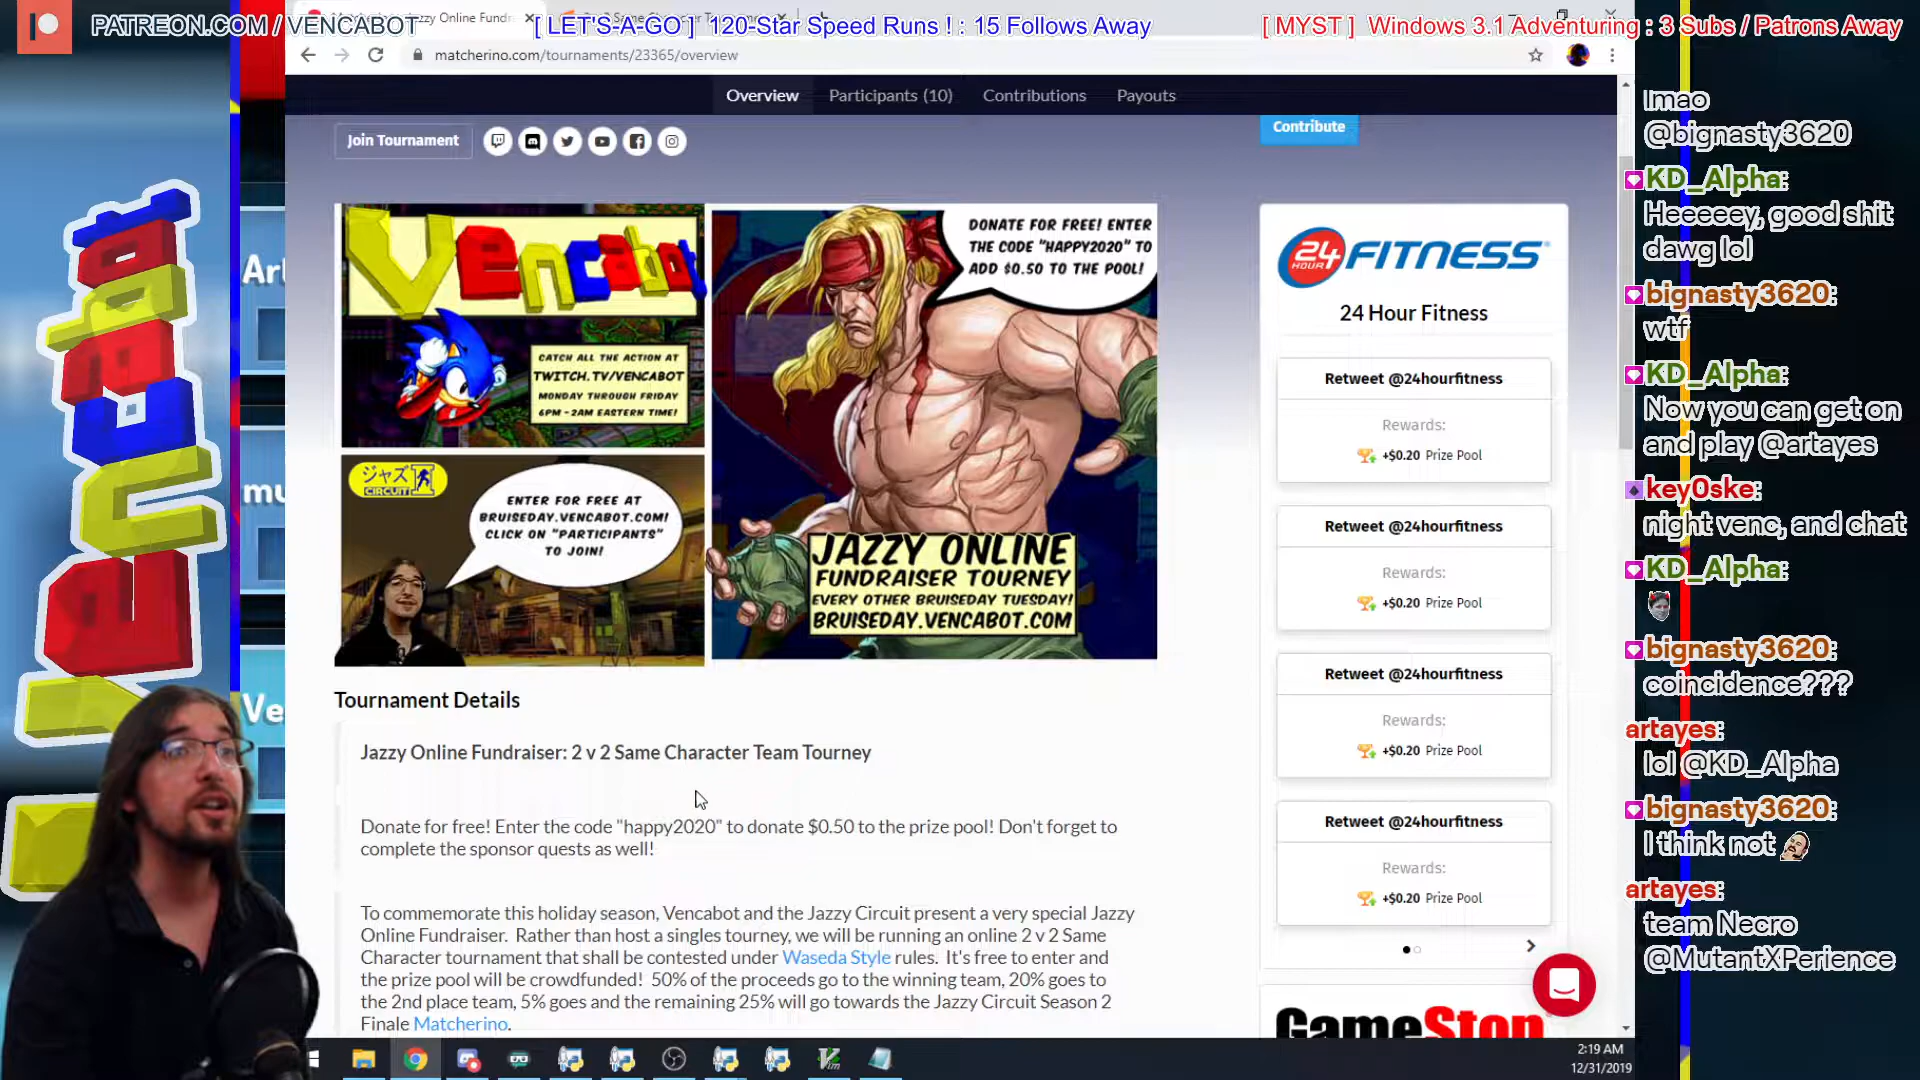 PATREON.COM / VENCABOT
[ LET'S-A-GO ] 120-Star Speed Runs ! : 15 Follows Away
[ MYST ] Windows 3.1 Adventuring : 3 Subs / Patrons Away
matcherino.com/tournaments/23365/overview
Overview
Participants (10)
Contributions
Payouts
Join Tournament
Contribute
Vencabot
CATCH ALL THE ACTION AT
TWITCH.TV/VENCABOT
MONDAY THROUGH FRIDAY
6PM - 2AM EASTERN TIME!
DONATE FOR FREE! ENTER
THE CODE "HAPPY2020" TO
ADD $0.50 TO THE POOL!
ジャズ
CIRCUIT
ENTER FOR FREE AT
BRUISEDAY.VENCABOT.COM!
CLICK ON "PARTICIPANTS"
TO JOIN!
JAZZY ONLINE
FUNDRAISER TOURNEY
EVERY OTHER BRUISEDAY TUESDAY!
BRUISEDAY.VENCABOT.COM
Tournament Details
Jazzy Online Fundraiser: 2 v 2 Same Character Team Tourney
Donate for free! Enter the code "happy2020" to donate $0.50 to the prize pool! Don't forget to
complete the sponsor quests as well!
To commemorate this holiday season, Vencabot and the Jazzy Circuit present a very special Jazzy
Online Fundraiser. Rather than host a singles tourney, we will be running an online 2 v 2 Same
Character tournament that shall be contested under Waseda Style rules. It's free to enter and
the prize pool will be crowdfunded! 50% of the proceeds go to the winning team, 20% goes to
the 2nd place team, 5% goes and the remaining 25% will go towards the Jazzy Circuit Season 2
Finale Matcherino.
24 HOUR FITNESS
24 Hour Fitness
Retweet @24hourfitness
Rewards:
+$0.20 Prize Pool
Retweet @24hourfitness
Rewards:
+$0.20 Prize Pool
Retweet @24hourfitness
Rewards:
+$0.20 Prize Pool
Retweet @24hourfitness
Rewards:
+$0.20 Prize Pool
GameStop
lmao
@bignasty3620
KD_Alpha:
Heeeeey, good shit
dawg lol
bignasty3620:
wtf
KD_Alpha:
Now you can get on
and play @artayes
key0ske:
night venc, and chat
KD_Alpha:
bignasty3620:
coincidence???
artayes:
lol @KD_Alpha
bignasty3620:
I think not
artayes:
team Necro
@MutantXPerience
Vencabot
Art
mu
Ve
2:19 AM
12/31/2019